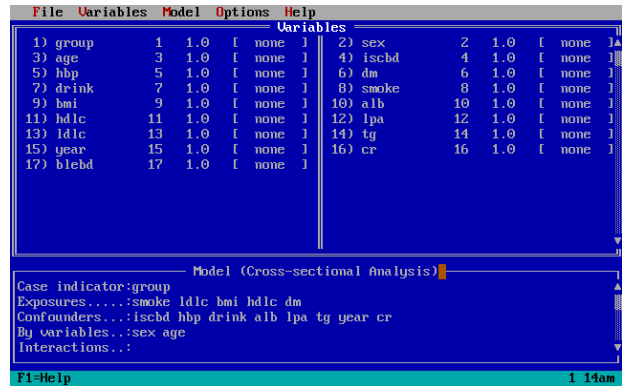 File Variables Model Options Help
Variables
1) group 1 1.0 [ none ] 2) sex 2 1.0 [ none ]
3) age 3 1.0 [ none ] 4) iscbd 4 1.0 [ none ]
5) hbp 5 1.0 [ none ] 6) dm 6 1.0 [ none ]
7) drink 7 1.0 [ none ] 8) smoke 8 1.0 [ none ]
9) bmi 9 1.0 [ none ] 10) alb 10 1.0 [ none ]
11) hdlc 11 1.0 [ none ] 12) lpa 12 1.0 [ none ]
13) ldlc 13 1.0 [ none ] 14) tg 14 1.0 [ none ]
15) year 15 1.0 [ none ] 16) cr 16 1.0 [ none ]
17) blebd 17 1.0 [ none ]
Model (Cross-sectional Analysis)
Case indicator:group
Exposures.....:smoke ldlc bmi hdlc dm
Confounders...:iscbd hbp drink alb lpa tg year cr
By variables..:sex age
Interactions..:
F1=Help 1 14am